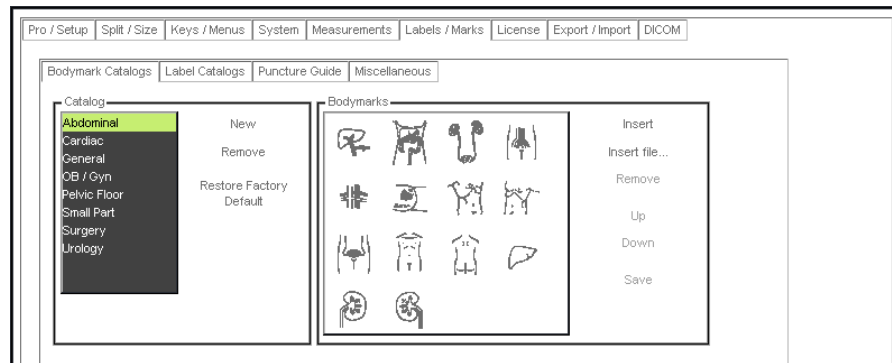 Pro / Setup Split / Size Keys / Menus System Measurements Labels / Marks License Export / Import DICOM
Bodymark Catalogs Label Catalogs Puncture Guide Miscellaneous
Catalog
Abdominal
Cardiac
General
OB / Gyn
Pelvic Floor
Small Part
Surgery
Urology
New
Remove
Restore Factory
Default
Bodymarks
Insert
Insert file...
Remove
Up
Down
Save